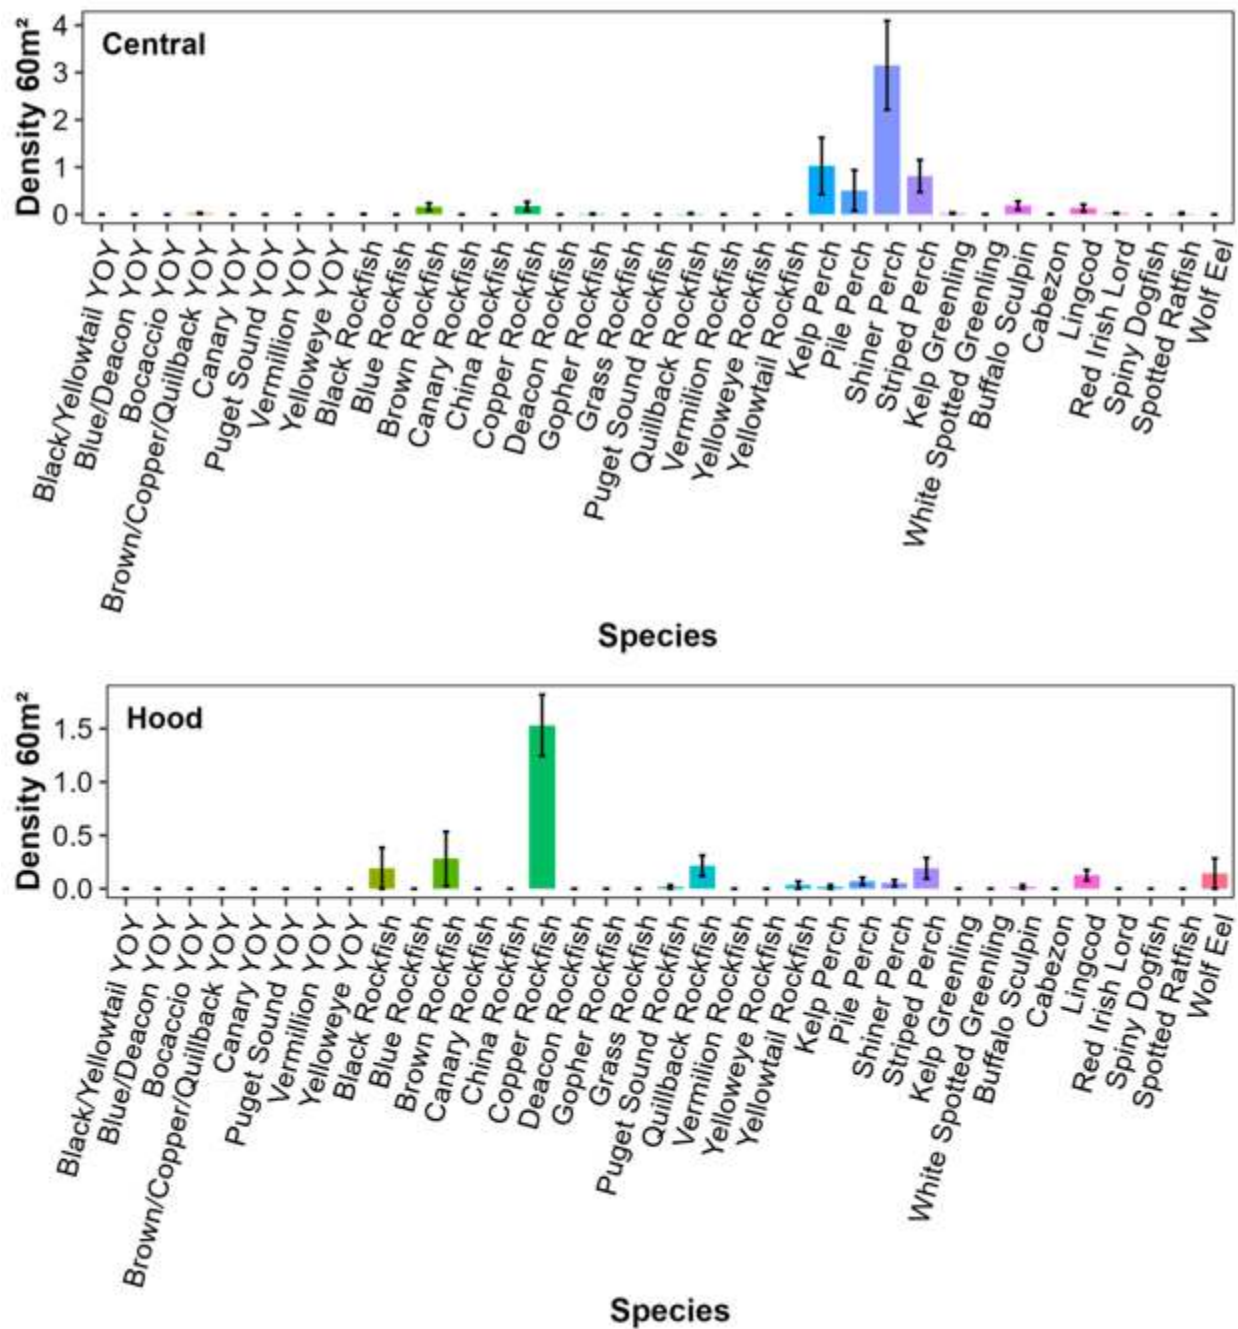 Central
Density 60m²
4
3
2
1
0
Black/Yellowtail YOY
Blue/Deacon YOY
Bocaccio YOY
Brown/Copper/Quillback YOY
Canary YOY
Puget Sound YOY
Vermillion YOY
Yelloweye YOY
Black Rockfish
Blue Rockfish
Brown Rockfish
Canary Rockfish
China Rockfish
Copper Rockfish
Deacon Rockfish
Gopher Rockfish
Grass Rockfish
Puget Sound Rockfish
Quillback Rockfish
Vermilion Rockfish
Yelloweye Rockfish
Yellowtail Rockfish
Kelp Perch
Pile Perch
Shiner Perch
Striped Perch
Kelp Greenling
White Spotted Greenling
Buffalo Sculpin
Cabezon
Lingcod
Red Irish Lord
Spiny Dogfish
Spotted Ratfish
Wolf Eel
Species
Hood
Density 60m²
1.5
1.0
0.5
0.0
Black/Yellowtail YOY
Blue/Deacon YOY
Bocaccio YOY
Brown/Copper/Quillback YOY
Canary YOY
Puget Sound YOY
Vermillion YOY
Yelloweye YOY
Black Rockfish
Blue Rockfish
Brown Rockfish
Canary Rockfish
China Rockfish
Copper Rockfish
Deacon Rockfish
Gopher Rockfish
Grass Rockfish
Puget Sound Rockfish
Quillback Rockfish
Vermilion Rockfish
Yelloweye Rockfish
Yellowtail Rockfish
Kelp Perch
Pile Perch
Shiner Perch
Striped Perch
Kelp Greenling
White Spotted Greenling
Buffalo Sculpin
Cabezon
Lingcod
Red Irish Lord
Spiny Dogfish
Spotted Ratfish
Wolf Eel
Species